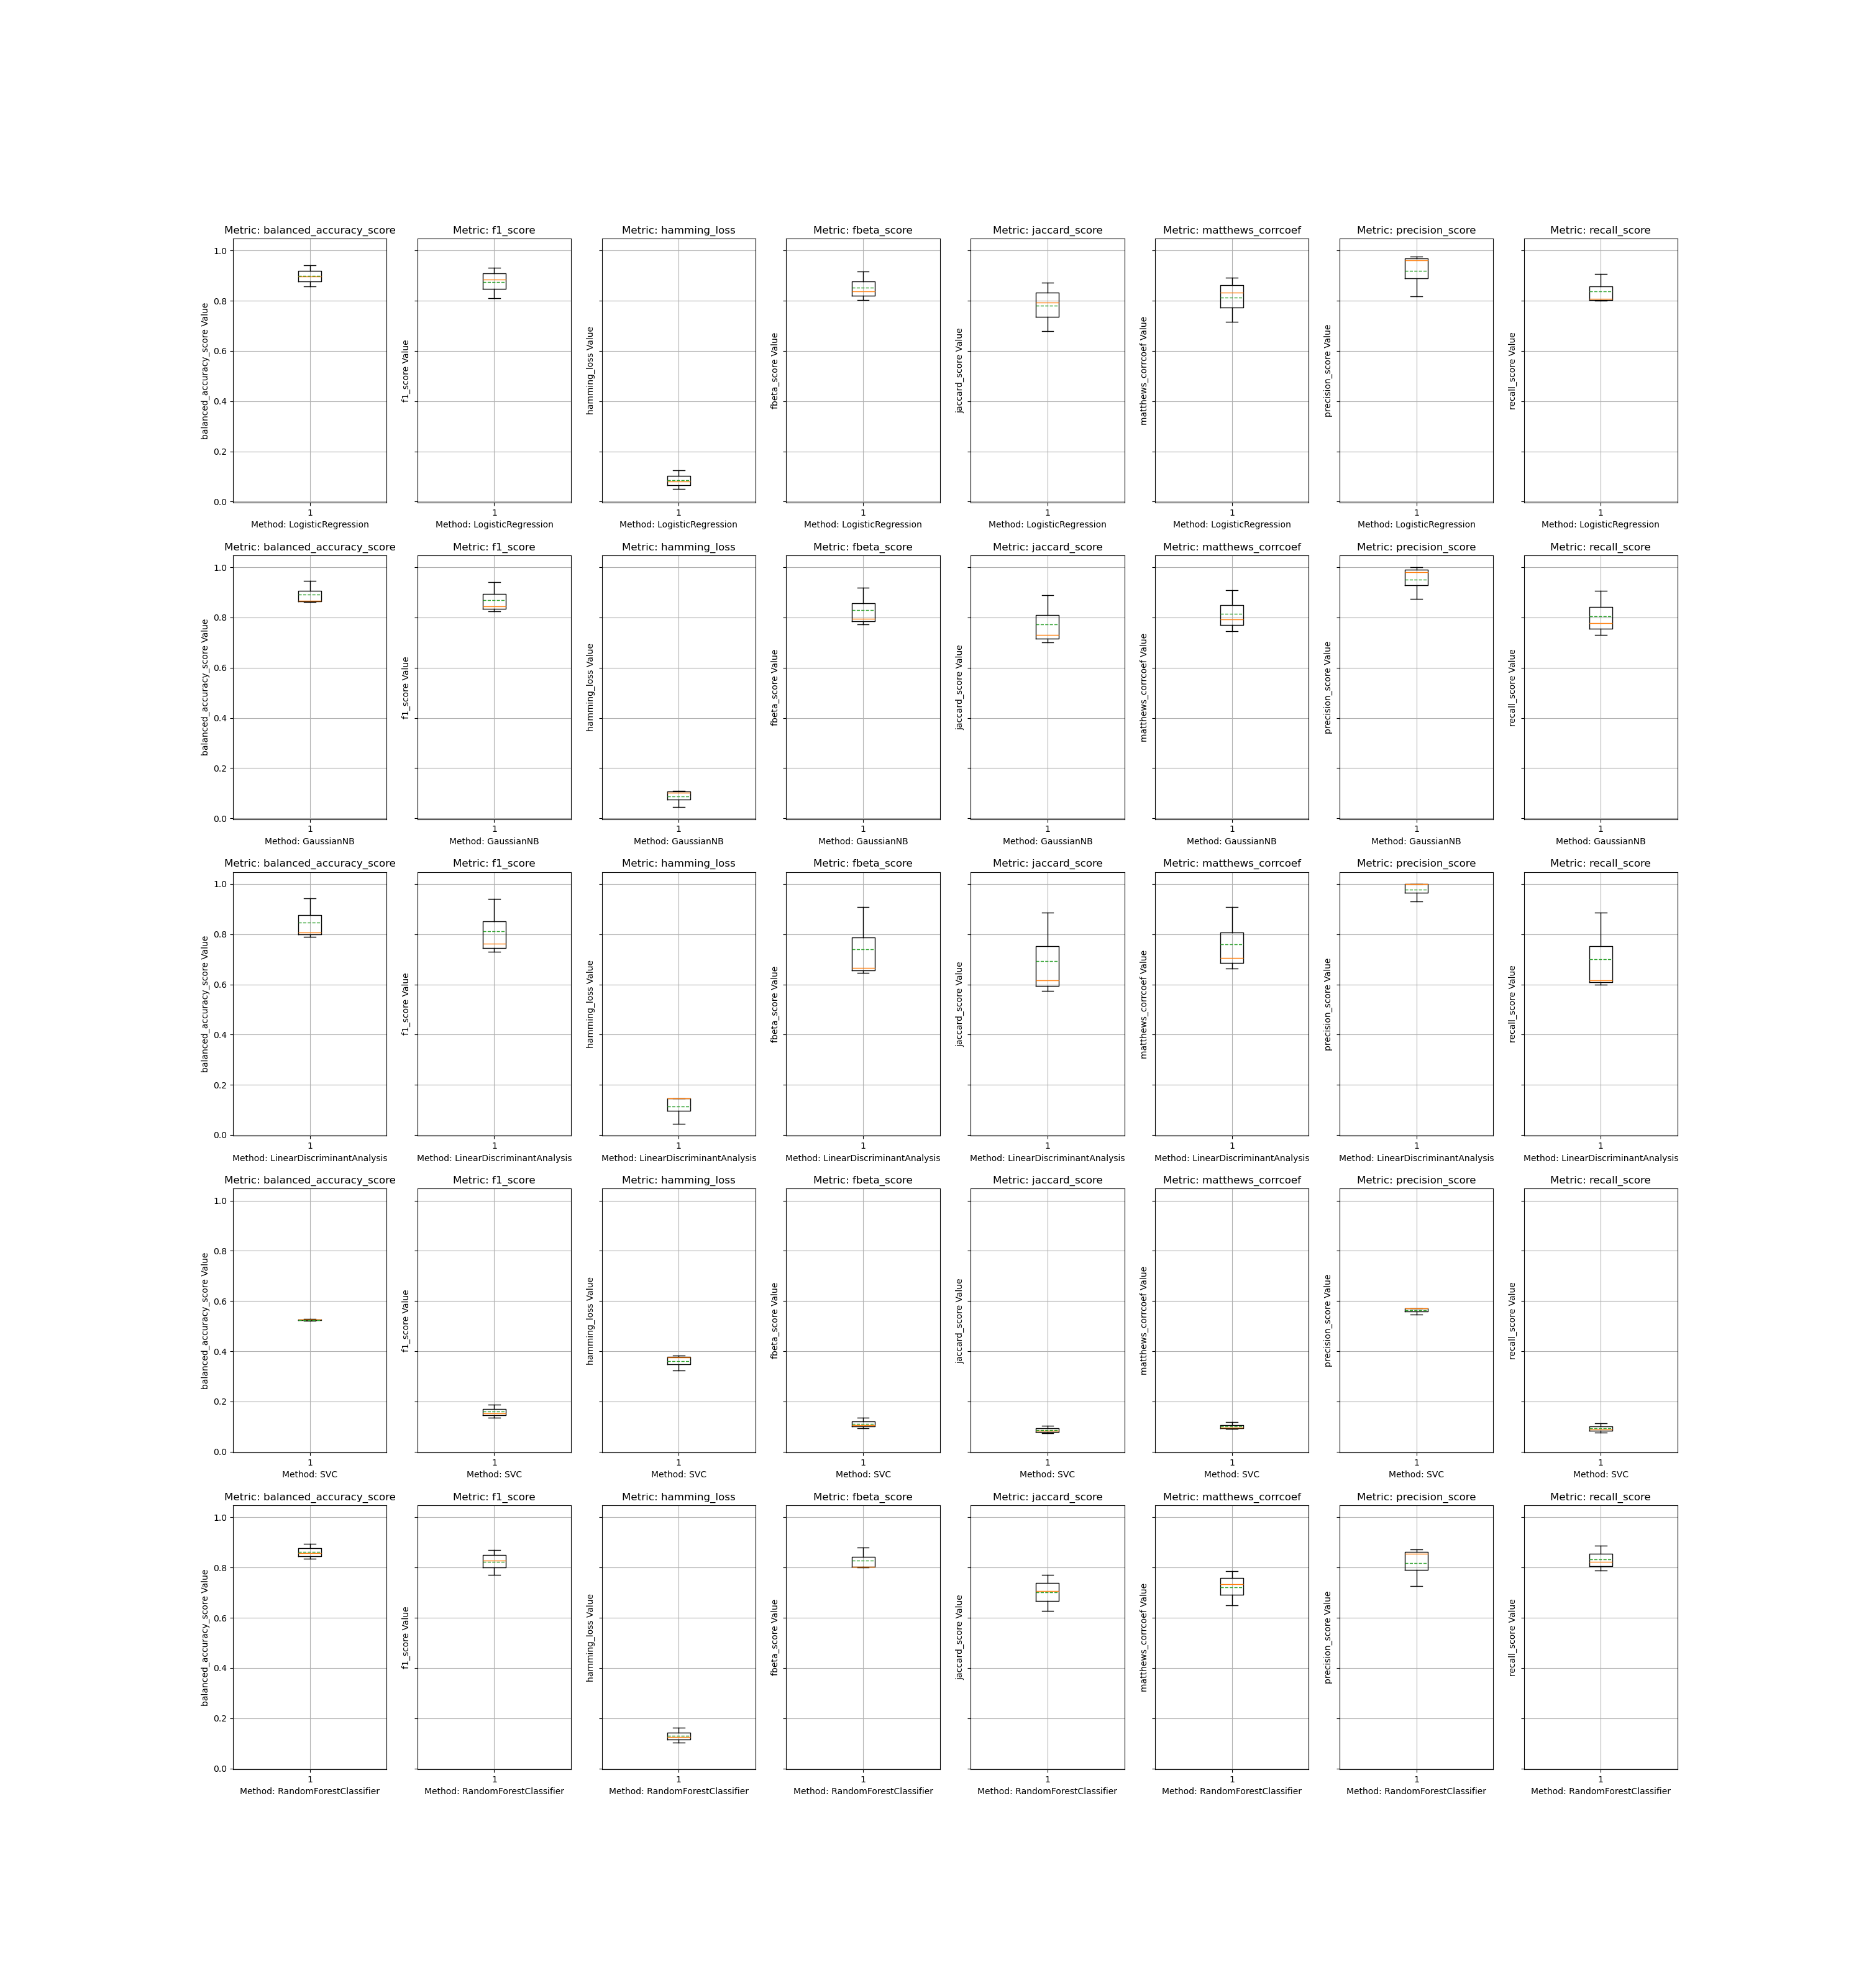 Metric: balanced_accuracy_score Metric: f1_score Metric: hamming_loss Metric: fbeta_score Metric: jaccard_score Metric: matthews_corrcoef Metric: precision_score Metric: recall_score
balanced_accuracy_score Value
f1_score Value
hamming_loss Value
fbeta_score Value
jaccard_score Value
matthews_corrcoef Value
precision_score Value
recall_score Value
1.0
0.8
0.6
0.4
0.2
0.0
1 1 1 1 1 1 1 1
Method: LogisticRegression Method: LogisticRegression Method: LogisticRegression Method: LogisticRegression Method: LogisticRegression Method: LogisticRegression Method: LogisticRegression Method: LogisticRegression
Metric: balanced_accuracy_score Metric: f1_score Metric: hamming_loss Metric: fbeta_score Metric: jaccard_score Metric: matthews_corrcoef Metric: precision_score Metric: recall_score
balanced_accuracy_score Value
f1_score Value
hamming_loss Value
fbeta_score Value
jaccard_score Value
matthews_corrcoef Value
precision_score Value
recall_score Value
1.0
0.8
0.6
0.4
0.2
0.0
1 1 1 1 1 1 1 1
Method: GaussianNB Method: GaussianNB Method: GaussianNB Method: GaussianNB Method: GaussianNB Method: GaussianNB Method: GaussianNB Method: GaussianNB
Metric: balanced_accuracy_score Metric: f1_score Metric: hamming_loss Metric: fbeta_score Metric: jaccard_score Metric: matthews_corrcoef Metric: precision_score Metric: recall_score
balanced_accuracy_score Value
f1_score Value
hamming_loss Value
fbeta_score Value
jaccard_score Value
matthews_corrcoef Value
precision_score Value
recall_score Value
1.0
0.8
0.6
0.4
0.2
0.0
1 1 1 1 1 1 1 1
Method: LinearDiscriminantAnalysis Method: LinearDiscriminantAnalysis Method: LinearDiscriminantAnalysis Method: LinearDiscriminantAnalysis Method: LinearDiscriminantAnalysis Method: LinearDiscriminantAnalysis Method: LinearDiscriminantAnalysis Method: LinearDiscriminantAnalysis
Metric: balanced_accuracy_score Metric: f1_score Metric: hamming_loss Metric: fbeta_score Metric: jaccard_score Metric: matthews_corrcoef Metric: precision_score Metric: recall_score
balanced_accuracy_score Value
f1_score Value
hamming_loss Value
fbeta_score Value
jaccard_score Value
matthews_corrcoef Value
precision_score Value
recall_score Value
1.0
0.8
0.6
0.4
0.2
0.0
1 1 1 1 1 1 1 1
Method: SVC Method: SVC Method: SVC Method: SVC Method: SVC Method: SVC Method: SVC Method: SVC
Metric: balanced_accuracy_score Metric: f1_score Metric: hamming_loss Metric: fbeta_score Metric: jaccard_score Metric: matthews_corrcoef Metric: precision_score Metric: recall_score
balanced_accuracy_score Value
f1_score Value
hamming_loss Value
fbeta_score Value
jaccard_score Value
matthews_corrcoef Value
precision_score Value
recall_score Value
1.0
0.8
0.6
0.4
0.2
0.0
1 1 1 1 1 1 1 1
Method: RandomForestClassifier Method: RandomForestClassifier Method: RandomForestClassifier Method: RandomForestClassifier Method: RandomForestClassifier Method: RandomForestClassifier Method: RandomForestClassifier Method: RandomForestClassifier